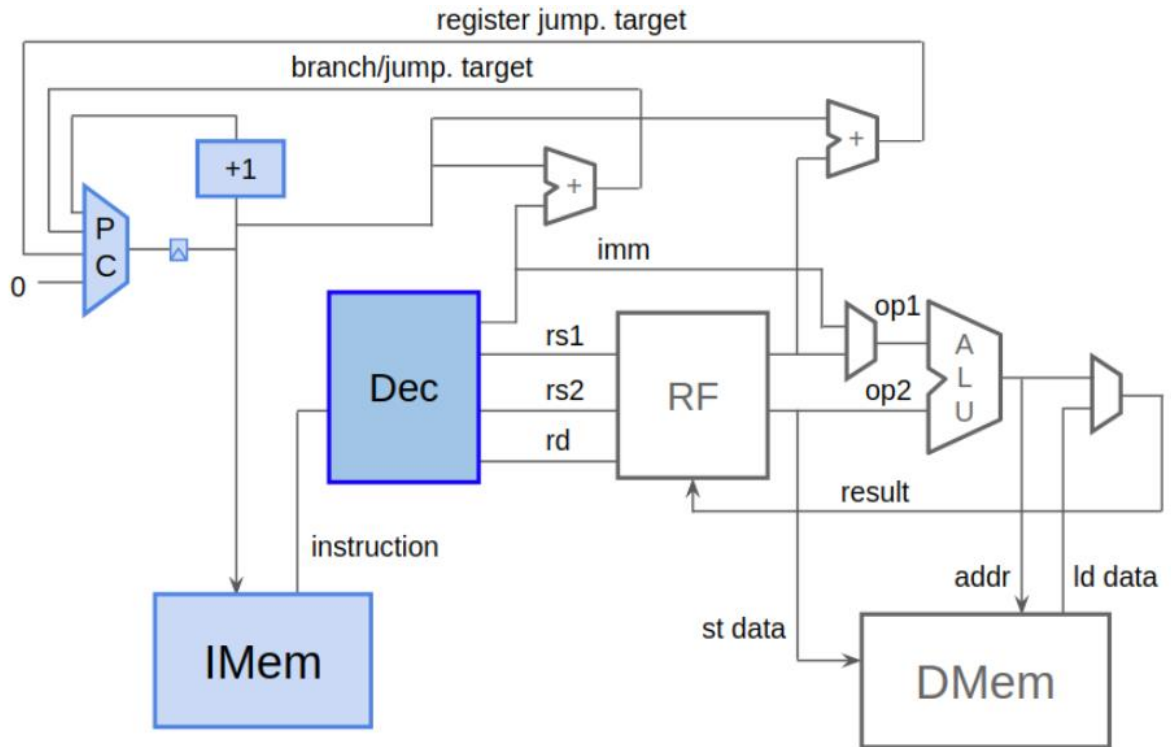 register jump. target
branch/jump. target
+1
+
+
P
C
0
imm
op1
rs1
A
L
U
Dec
RF
rs2
op2
rd
result
instruction
addr
ld data
st data
IMem
DMem